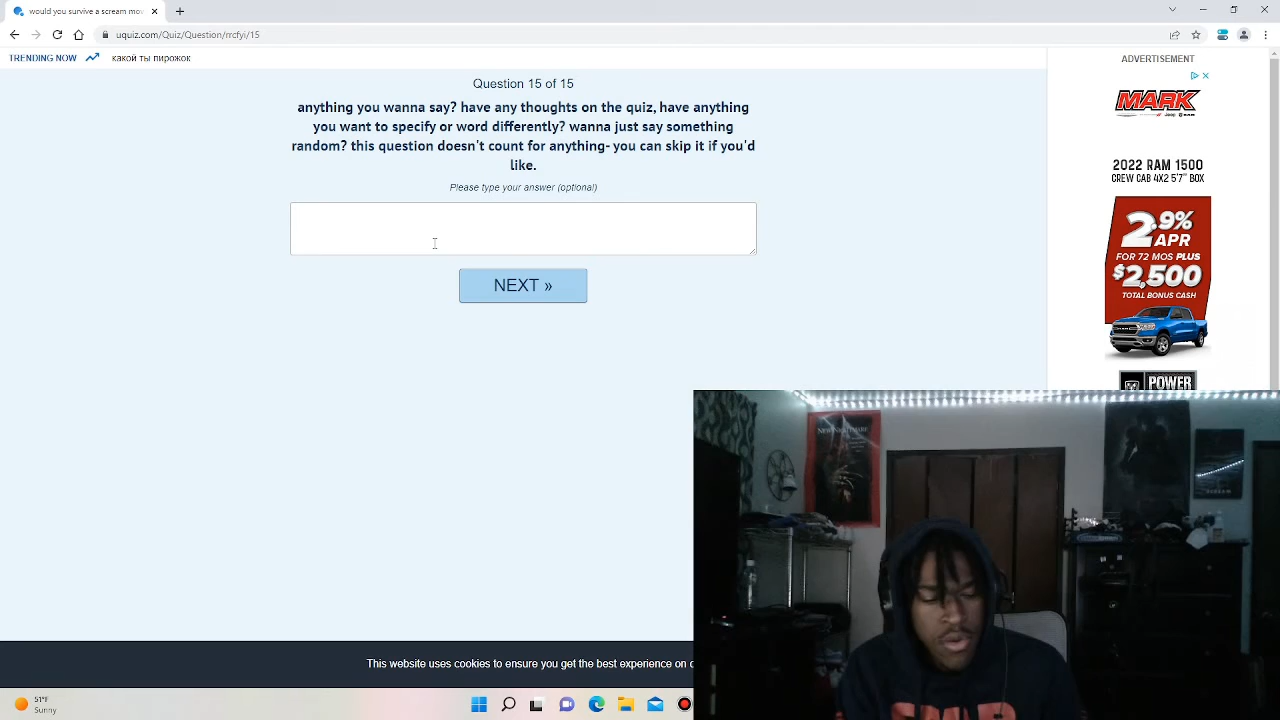 would you survive a scream mov
uquiz.com/Quiz/Question/rrcfyi/15
TRENDING NOW
какой ты пирожок
ADVERTISEMENT
Question 15 of 15
anything you wanna say? have any thoughts on the quiz, have anything
you want to specify or word differently? wanna just say something
random? this question doesn't count for anything- you can skip it if you'd
like.
Please type your answer (optional)
NEXT »
MARK
2022 RAM 1500
CREW CAB 4X2 5'7" BOX
2.9%
APR
FOR 72 MOS PLUS
$2,500
TOTAL BONUS CASH
POWER
NEW NIGHTMARE
SCREAM
This website uses cookies to ensure you get the best experience on o
51°F
Sunny